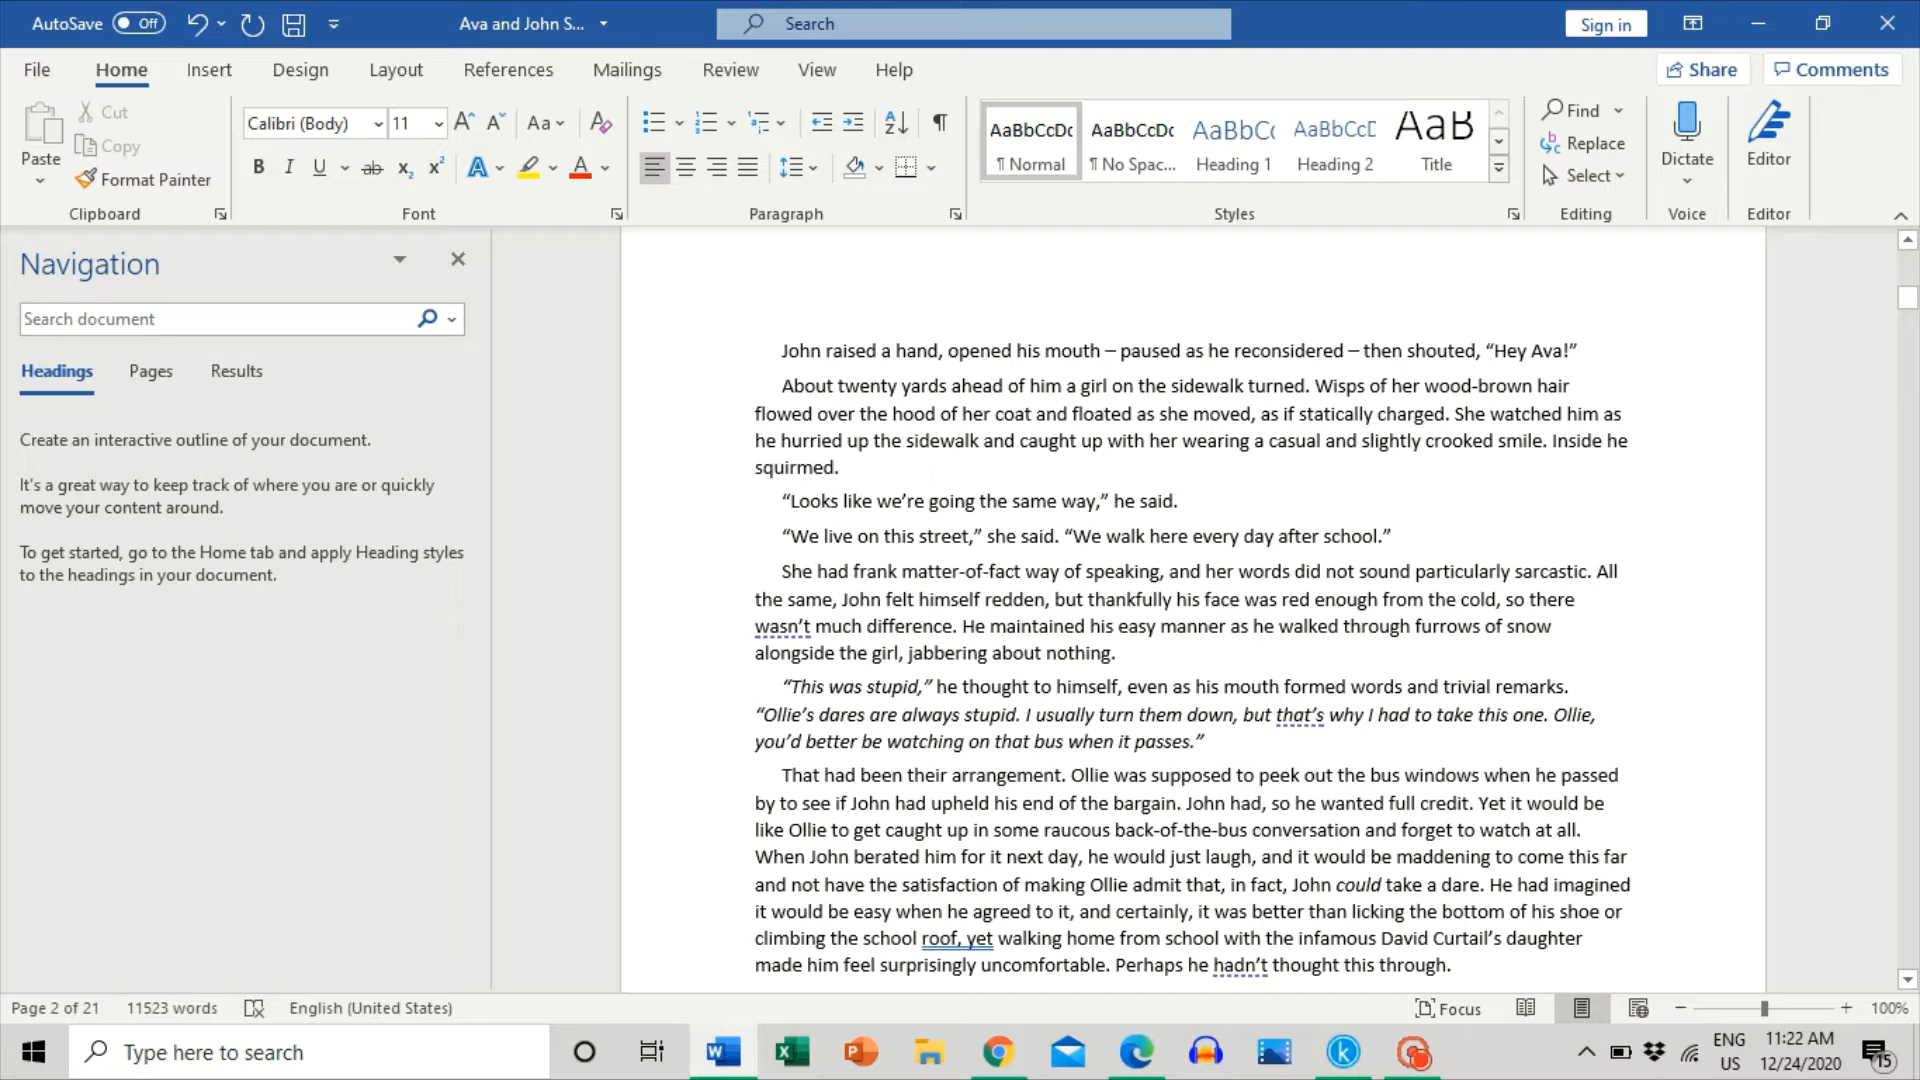 AutoSave Off Ava and John S... Search Sign in
File Home Insert Design Layout References Mailings Review View Help Share Comments
Paste Cut Copy Format Painter
Clipboard
Calibri (Body) 11 Aa
B I U ab x₂ x² A A
Font
Paragraph
AaBbCcDc AaBbCcDc AaBbCc AaBbCcD AaB
¶ Normal ¶ No Spac... Heading 1 Heading 2 Title
Styles
Find
Replace
Select
Editing
Dictate
Voice
Editor
Editor
Navigation
Search document
Headings Pages Results
Create an interactive outline of your document.
It's a great way to keep track of where you are or quickly
move your content around.
To get started, go to the Home tab and apply Heading styles
to the headings in your document.
John raised a hand, opened his mouth – paused as he reconsidered – then shouted, “Hey Ava!”
About twenty yards ahead of him a girl on the sidewalk turned. Wisps of her wood-brown hair
flowed over the hood of her coat and floated as she moved, as if statically charged. She watched him as
he hurried up the sidewalk and caught up with her wearing a casual and slightly crooked smile. Inside he
squirmed.
“Looks like we’re going the same way,” he said.
“We live on this street,” she said. “We walk here every day after school.”
She had frank matter-of-fact way of speaking, and her words did not sound particularly sarcastic. All
the same, John felt himself redden, but thankfully his face was red enough from the cold, so there
wasn’t much difference. He maintained his easy manner as he walked through furrows of snow
alongside the girl, jabbering about nothing.
“This was stupid,” he thought to himself, even as his mouth formed words and trivial remarks.
“Ollie’s dares are always stupid. I usually turn them down, but that’s why I had to take this one. Ollie,
you’d better be watching on that bus when it passes.”
That had been their arrangement. Ollie was supposed to peek out the bus windows when he passed
by to see if John had upheld his end of the bargain. John had, so he wanted full credit. Yet it would be
like Ollie to get caught up in some raucous back-of-the-bus conversation and forget to watch at all.
When John berated him for it next day, he would just laugh, and it would be maddening to come this far
and not have the satisfaction of making Ollie admit that, in fact, John could take a dare. He had imagined
it would be easy when he agreed to it, and certainly, it was better than licking the bottom of his shoe or
climbing the school roof, yet walking home from school with the infamous David Curtail’s daughter
made him feel surprisingly uncomfortable. Perhaps he hadn’t thought this through.
Page 2 of 21 11523 words English (United States) Focus 100%
Type here to search ENG US 11:22 AM 12/24/2020 15